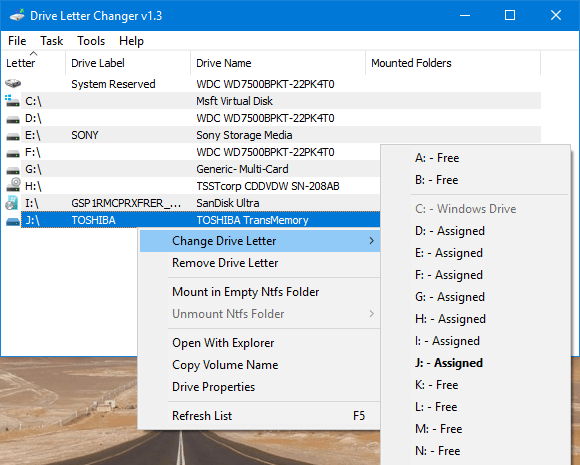 Drive Letter Changer v1.3
File Task Tools Help
Letter Drive Label Drive Name Mounted Folders
System Reserved WDC WD7500BPKT-22PK4T0
C:\ Msft Virtual Disk
D:\ WDC WD7500BPKT-22PK4T0
E:\ SONY Sony Storage Media
F:\ WDC WD7500BPKT-22PK4T0
G:\ Generic- Multi-Card
H:\ TSSTcorp CDDVDW SN-208AB
I:\ GSP1RMCPRXFRER_... SanDisk Ultra
J:\ TOSHIBA TOSHIBA TransMemory
Change Drive Letter
Remove Drive Letter
Mount in Empty Ntfs Folder
Unmount Ntfs Folder
Open With Explorer
Copy Volume Name
Drive Properties
Refresh List F5
A: - Free
B: - Free
C: - Windows Drive
D: - Assigned
E: - Assigned
F: - Assigned
G: - Assigned
H: - Assigned
I: - Assigned
J: - Assigned
K: - Free
L: - Free
M: - Free
N: - Free